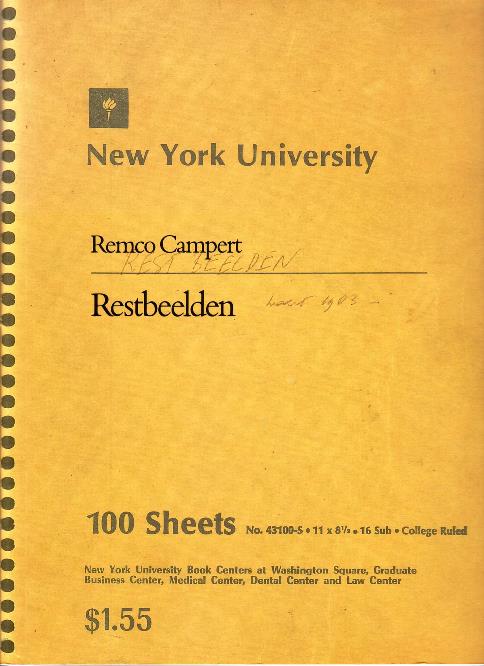 New York University
Remco Campert
REST BEELDEN
Restbeelden
maart 1983 -
100 Sheets No. 43100-S • 11 x 8½ • 16 Sub • College Ruled
New York University Book Centers at Washington Square, Graduate
Business Center, Medical Center, Dental Center and Law Center
$1.55